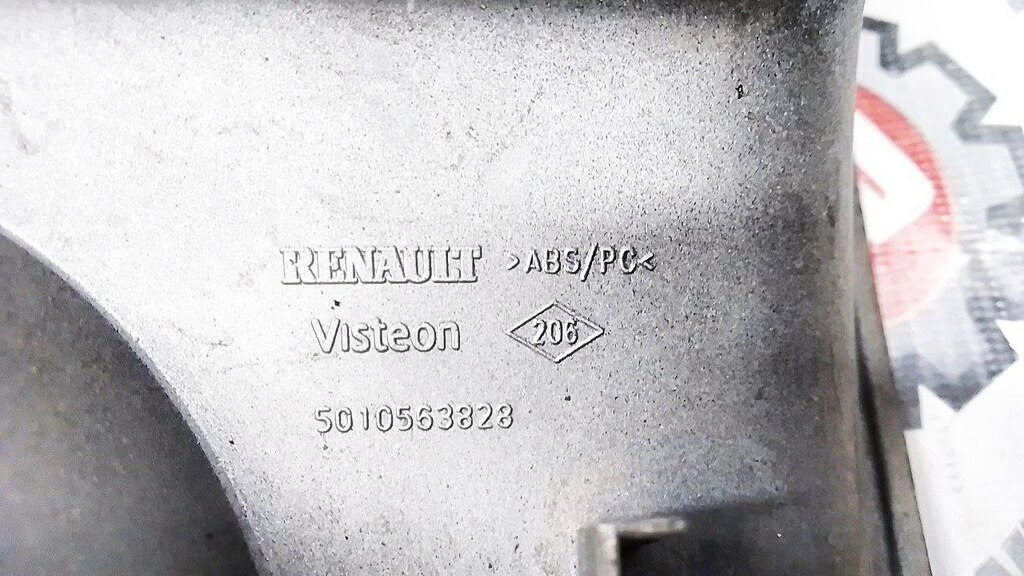 RENAULT >ABS/PC<
Visteon 206
5010563828